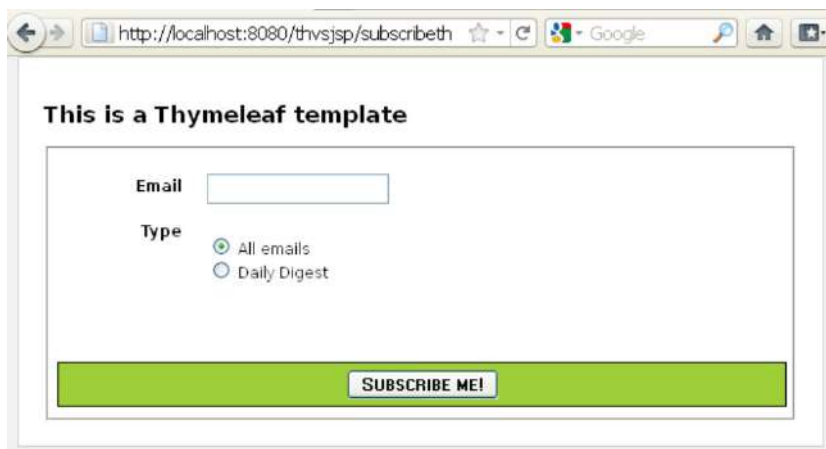 http://localhost:8080/thvsjsp/subscribeth Google
This is a Thymeleaf template
Email
Type
All emails
Daily Digest
SUBSCRIBE ME!